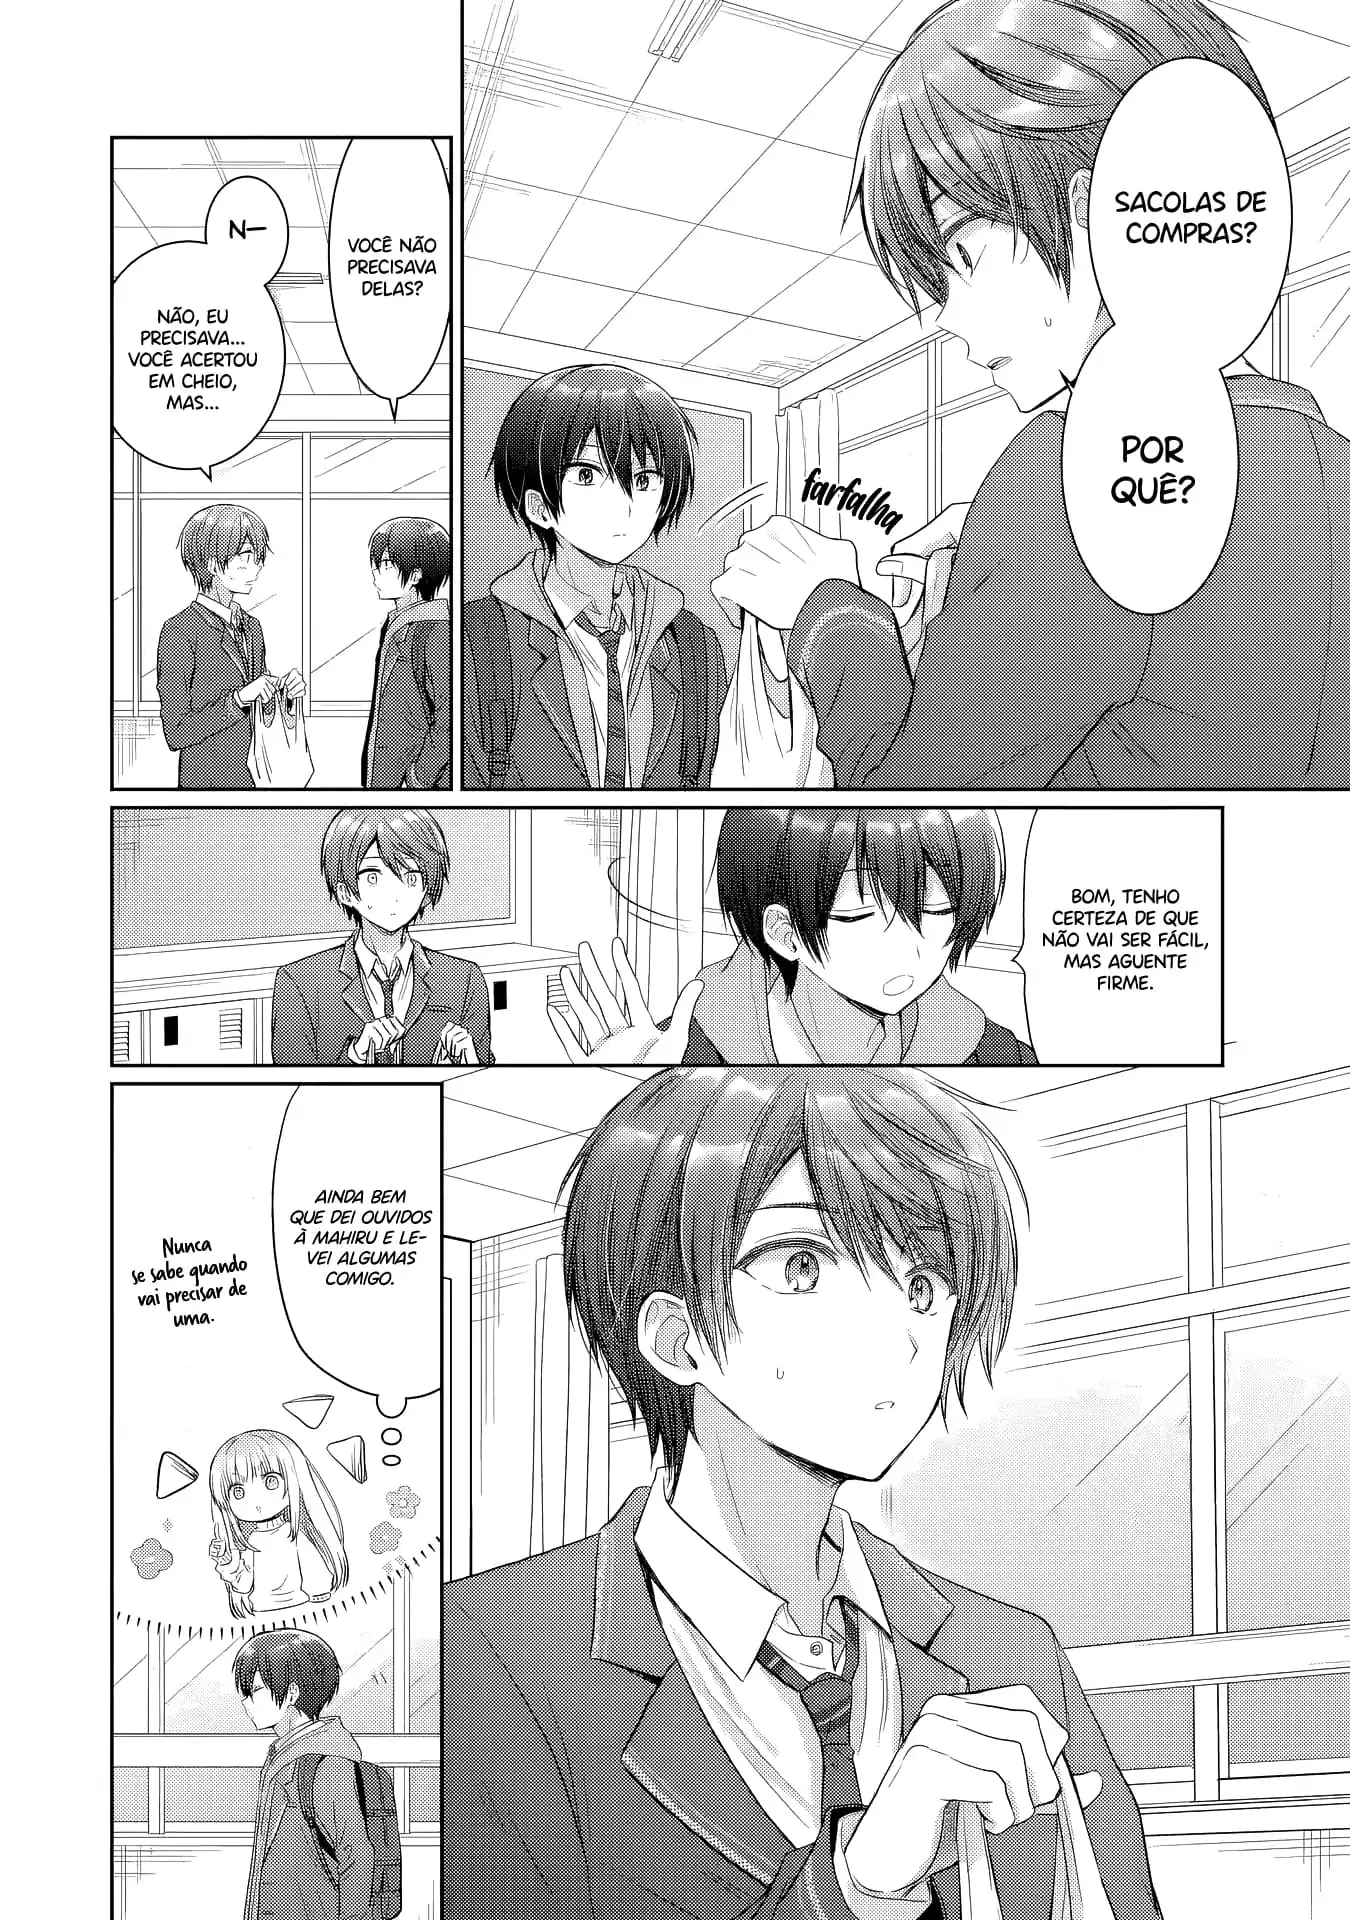 SACOLAS DE
COMPRAS?
POR
QUÊ?
farfalha
VOCÊ NÃO
PRECISAVA
DELAS?
N—
NÃO, EU
PRECISAVA...
VOCÊ ACERTOU
EM CHEIO,
MAS...
BOM, TENHO
CERTEZA DE QUE
NÃO VAI SER FÁCIL,
MAS AGUENTE
FIRME.
AINDA BEM
QUE DEI OUVIDOS
À MAHIRU E LE-
VEI ALGUMAS
COMIGO.
Nunca
se sabe quando
vai precisar de
uma.